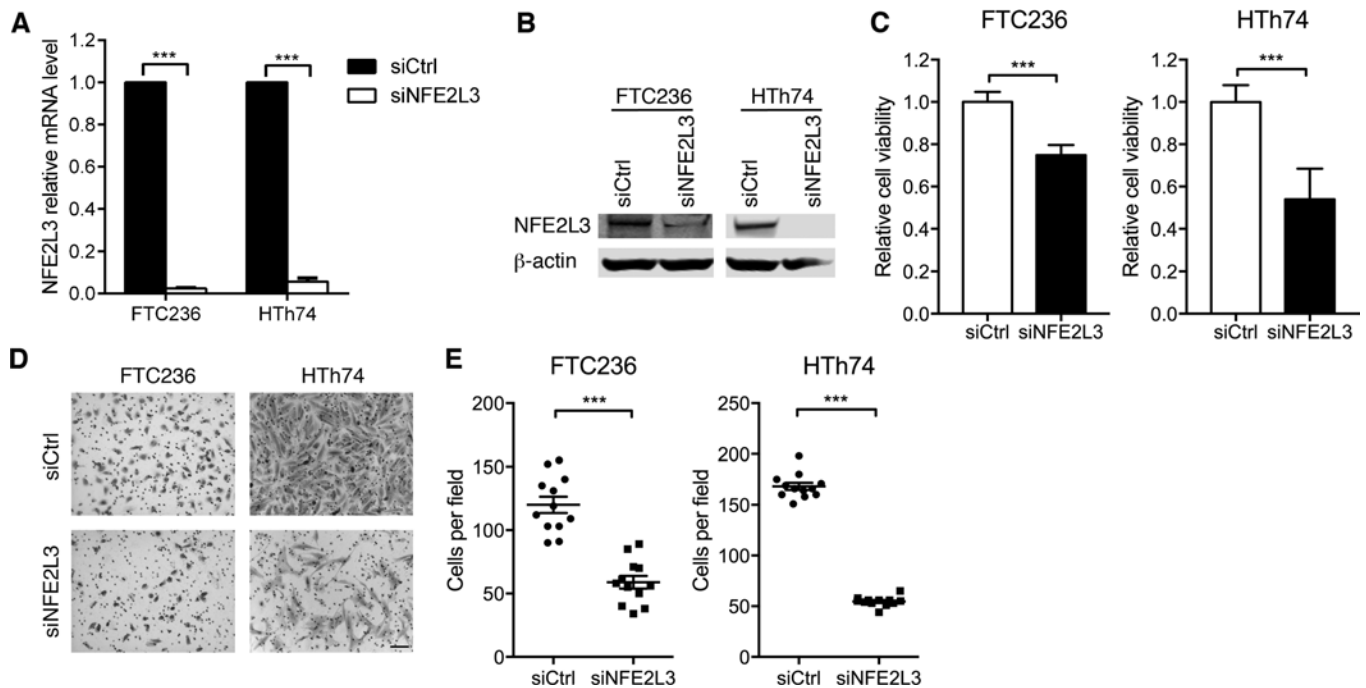 A
NFE2L3 relative mRNA level
1.2
1.0
0.8
0.6
0.4
0.2
0.0
***
***
FTC236
HTh74
siCtrl
siNFE2L3
B
FTC236
HTh74
siCtrl
siNFE2L3
siCtrl
siNFE2L3
NFE2L3
β-actin
C
FTC236
Relative cell viability
1.2
1.0
0.8
0.6
0.4
0.2
0.0
***
siCtrl
siNFE2L3
HTh74
Relative cell viability
1.2
1.0
0.8
0.6
0.4
0.2
0.0
***
siCtrl
siNFE2L3
D
FTC236
HTh74
siCtrl
siNFE2L3
E
FTC236
Cells per field
200
150
100
50
0
***
siCtrl
siNFE2L3
HTh74
Cells per field
250
200
150
100
50
0
***
siCtrl
siNFE2L3